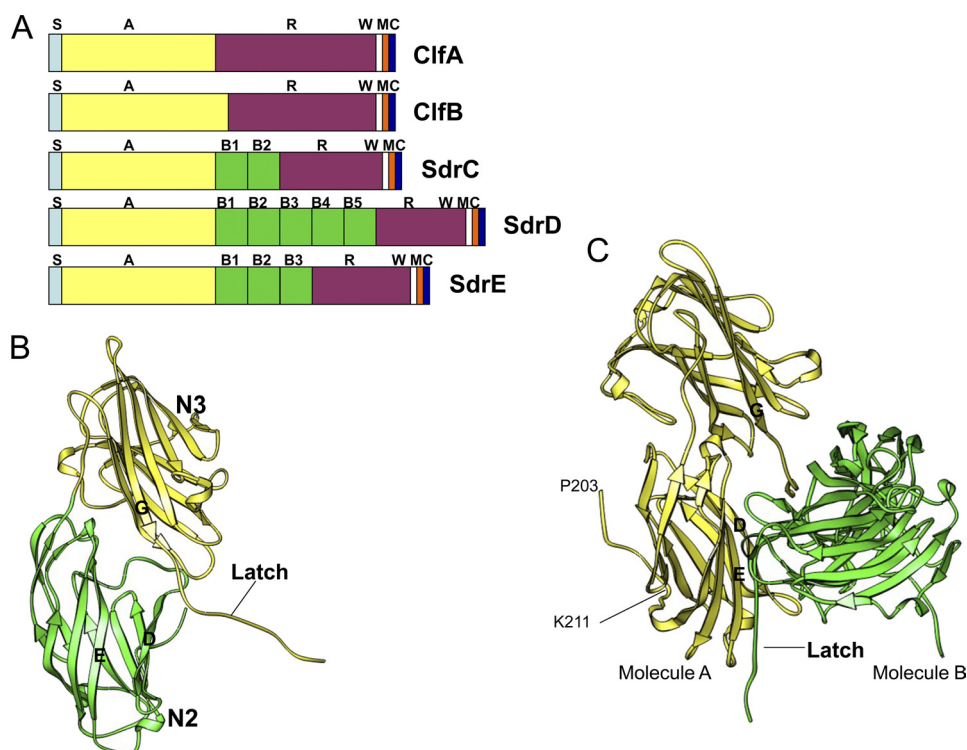 A
S A R W M C
ClfA
S A R W M C
ClfB
S A B1 B2 R W M C
SdrC
S A B1 B2 B3 B4 B5 R W M C
SdrD
S A B1 B2 B3 R W M C
SdrE
B
N3
G
Latch
D
E
N2
C
G
P203
D
E
K211
Latch
Molecule A
Molecule B